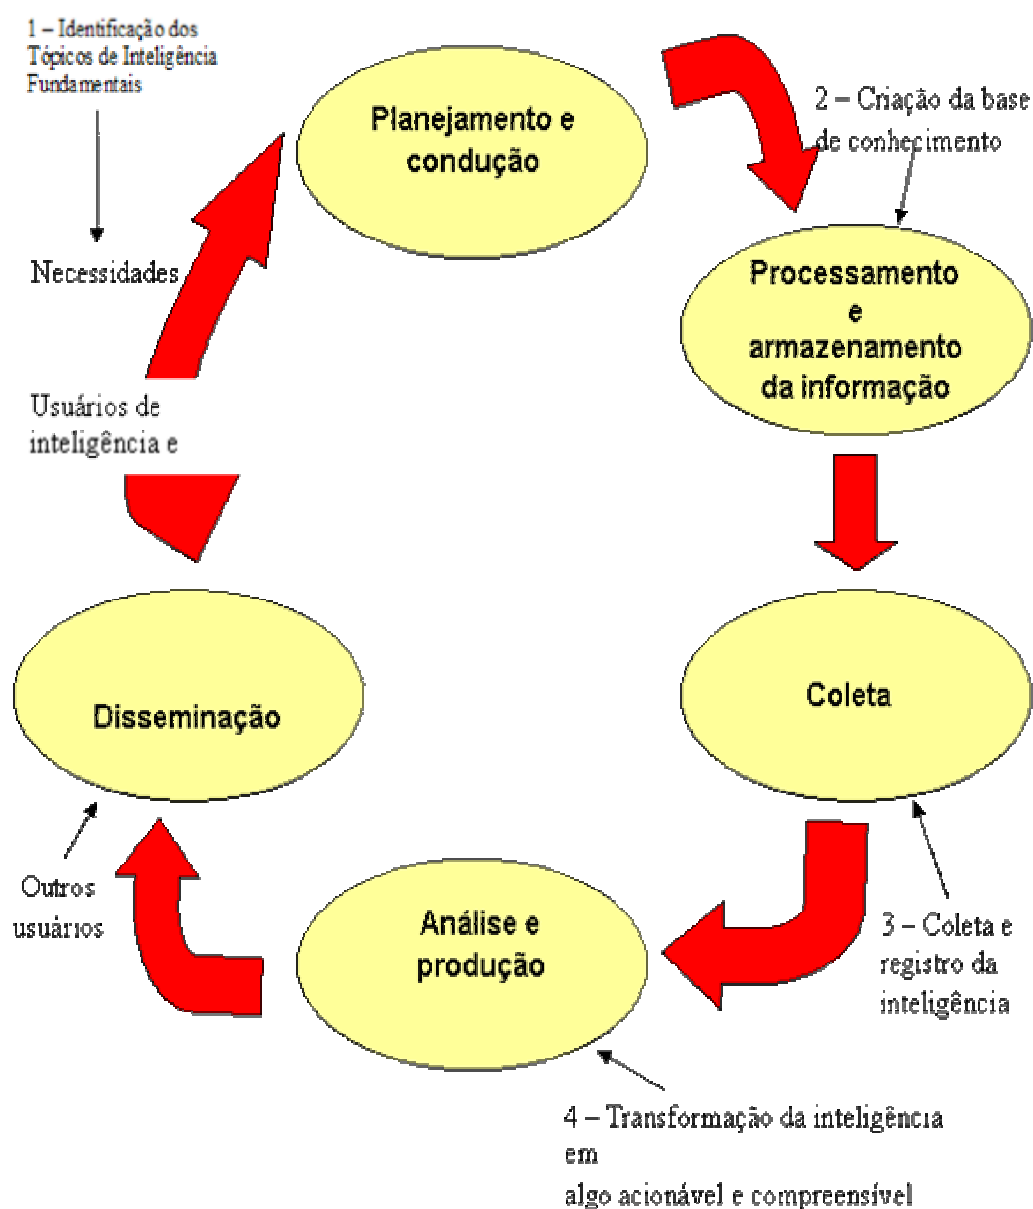 1 – Identificação dos
Tópicos de Inteligência
Fundamentais
Planejamento e
condução
2 – Criação da base
de conhecimento
Necessidades
Processamento
e
armazenamento
da informação
Usuários de
inteligência e
Disseminação
Coleta
Outros
usuários
Análise e
produção
3 – Coleta e
registro da
inteligência
4 – Transformação da inteligência
em
algo acionável e compreensível